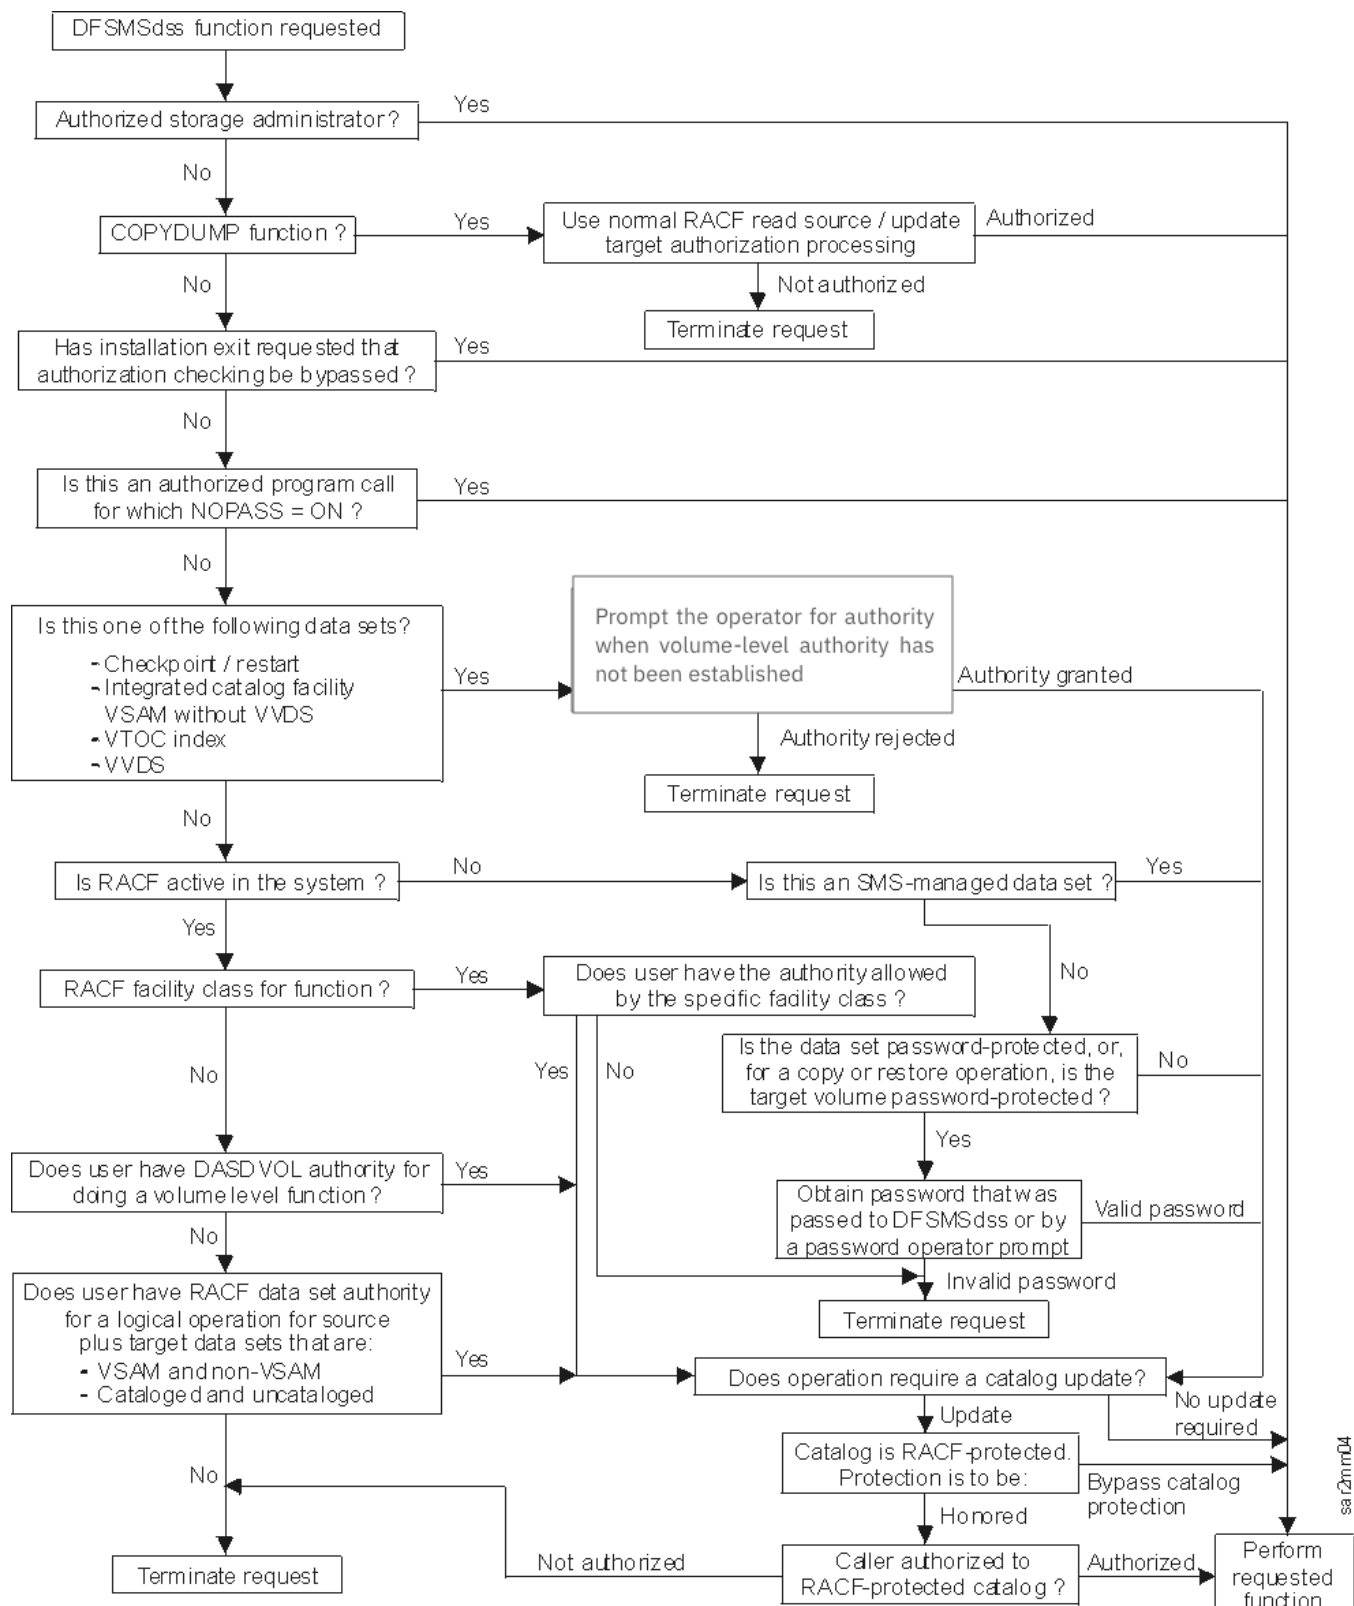 DFSMSdss function requested
Authorized storage administrator ?
Yes
No
COPYDUMP function ?
Yes
Use normal RACF read source / update
target authorization processing
Authorized
No
Not authorized
Terminate request
Has installation exit requested that
authorization checking be bypassed ?
Yes
No
Is this an authorized program call
for which NOPASS = ON ?
Yes
No
Is this one of the following data sets?
- Checkpoint / restart
- Integrated catalog facility
VSAM without VVDS
- VTOC index
- VVDS
Yes
Prompt the operator for authority
when volume-level authority has
not been established
Authority granted
Authority rejected
Terminate request
No
Is RACF active in the system ?
No
Is this an SMS-managed data set ?
Yes
Yes
No
RACF facility class for function ?
Yes
Does user have the authority allowed
by the specific facility class ?
Is the data set password-protected, or,
for a copy or restore operation, is the
target volume password-protected ?
No
No
Yes
No
Yes
Does user have DASDVOL authority for
doing a volume level function ?
Yes
Obtain password that was
passed to DFSMSdss or by
a password operator prompt
Valid password
No
Invalid password
Terminate request
Does user have RACF data set authority
for a logical operation for source
plus target data sets that are:
- VSAM and non-VSAM
- Cataloged and uncataloged
Yes
Does operation require a catalog update?
No update
required
Update
Catalog is RACF-protected.
Protection is to be:
Bypass catalog
protection
No
Honored
Not authorized
Caller authorized to
RACF-protected catalog ?
Authorized
Perform
requested
function
Terminate request
sar2mm04